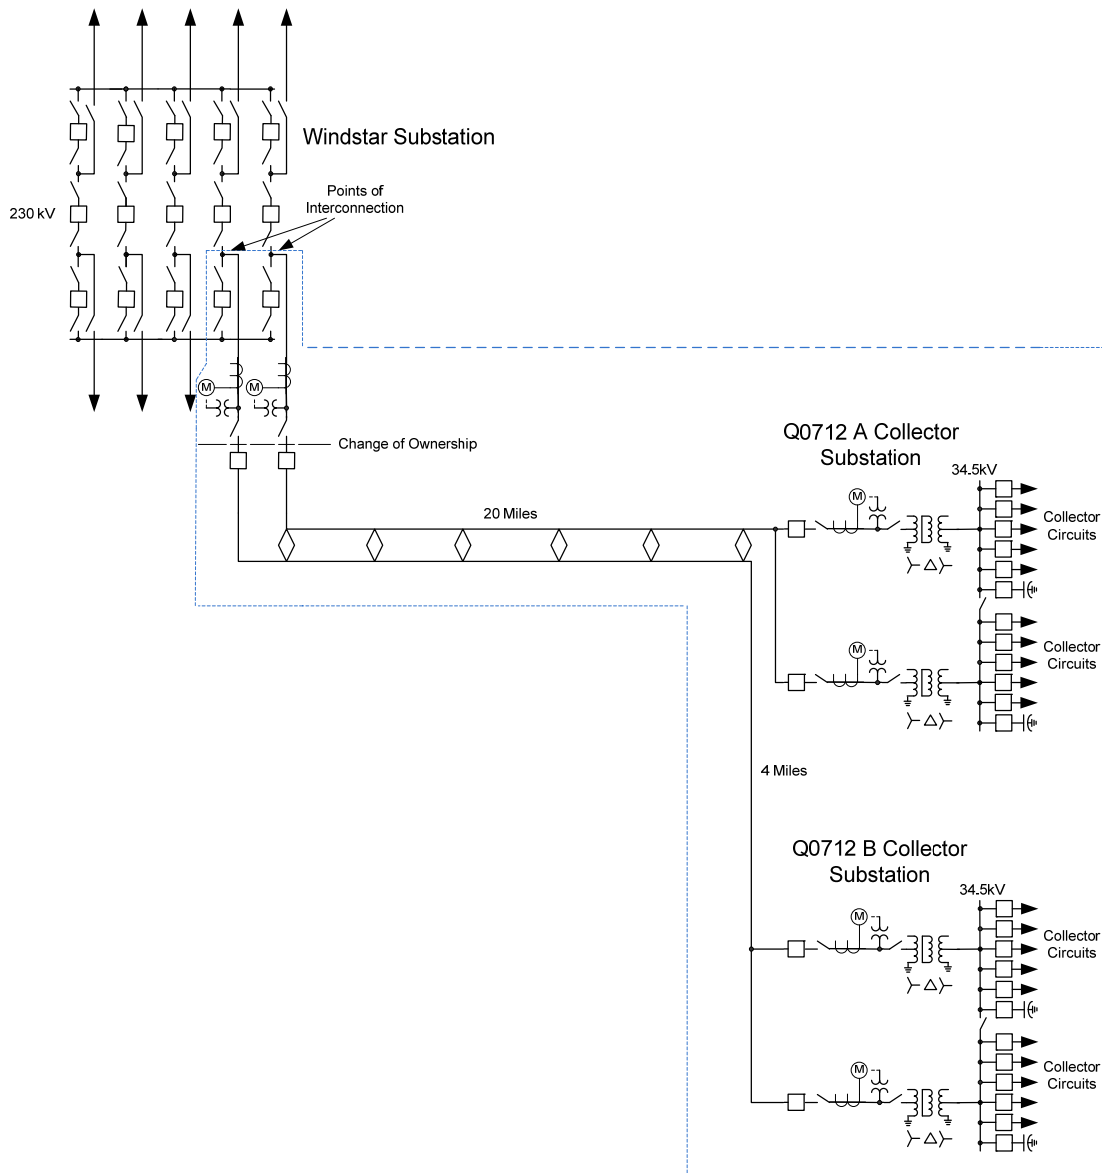 Windstar Substation
Points of
Interconnection
230 kV
M
M
Change of Ownership
Q0712 A Collector
Substation
34.5kV
M
20 Miles
Collector
Circuits
M
Collector
Circuits
4 Miles
Q0712 B Collector
Substation
34.5kV
M
Collector
Circuits
M
Collector
Circuits